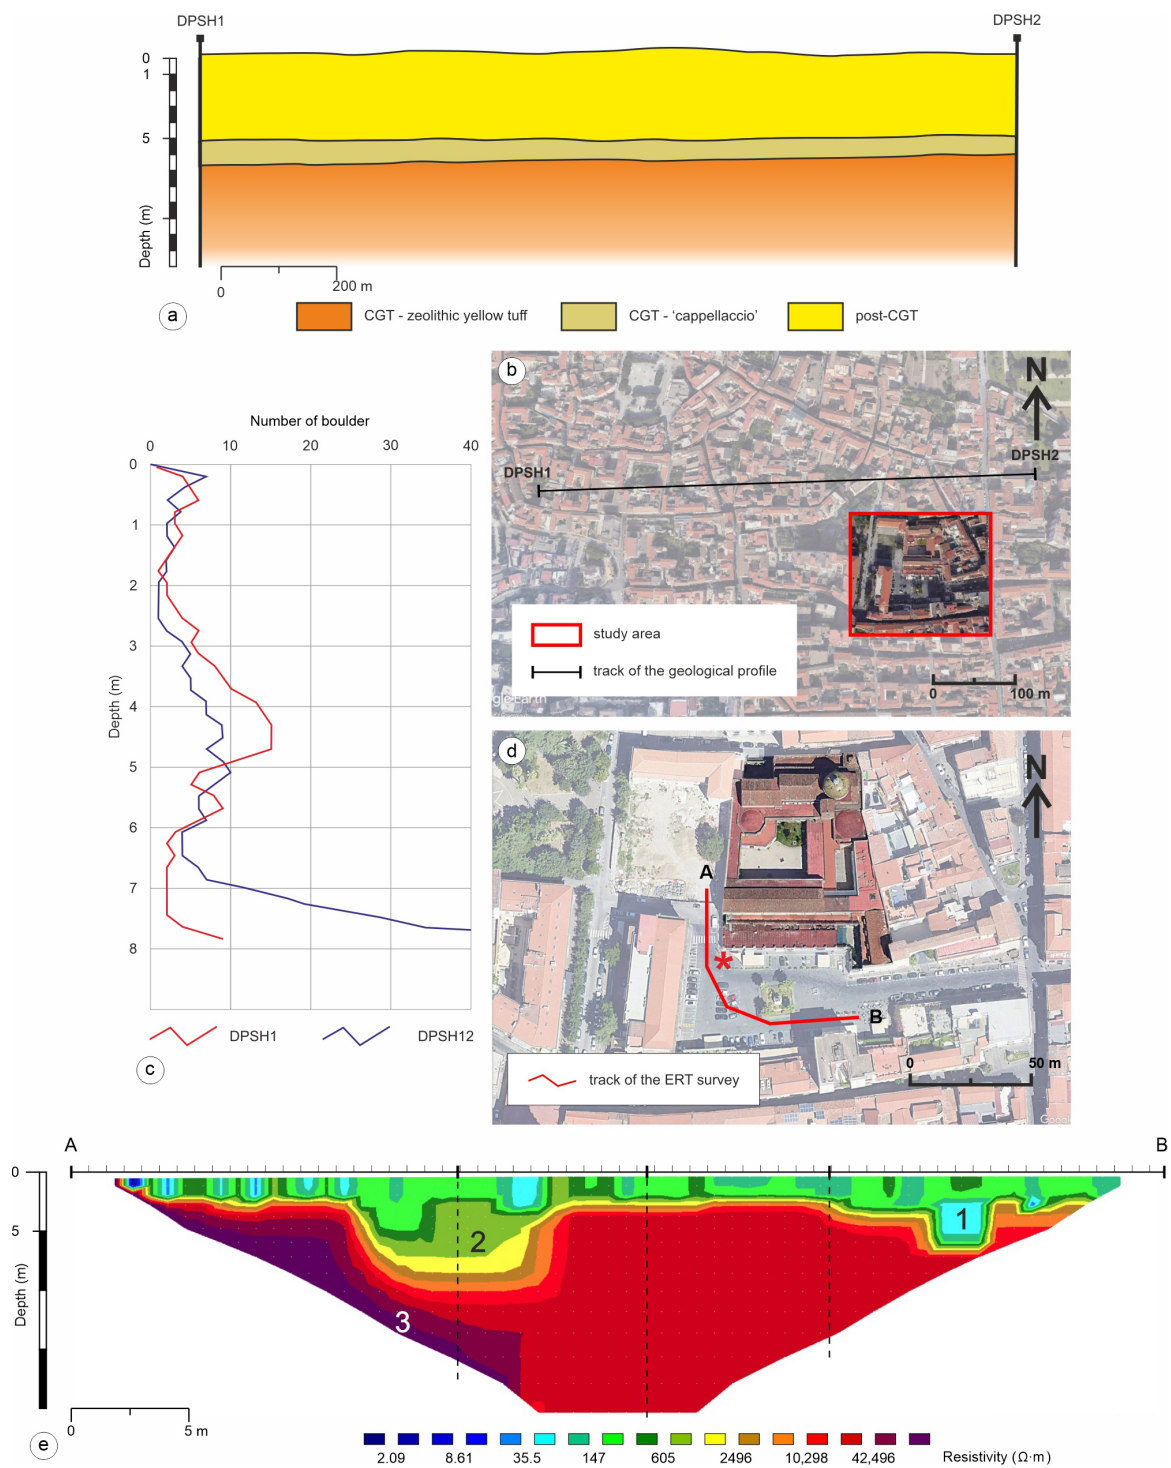 DPSH1
DPSH2
0
1
5
Depth (m)
0
200 m
a
CGT - zeolithic yellow tuff
CGT - ‘cappellaccio’
post-CGT
b
N
DPSH1
DPSH2
study area
track of the geological profile
0
100 m
gle Earth
Number of boulder
0 10 20 30 40
0
1
2
3
4
5
6
7
8
Depth (m)
DPSH1
DPSH12
c
d
N
A
*
B
track of the ERT survey
0
50 m
A
B
0
5
Depth (m)
1
2
3
0
5 m
e
2.09 8.61 35.5 147 605 2496 10,298 42,496 Resistivity (Ω·m)